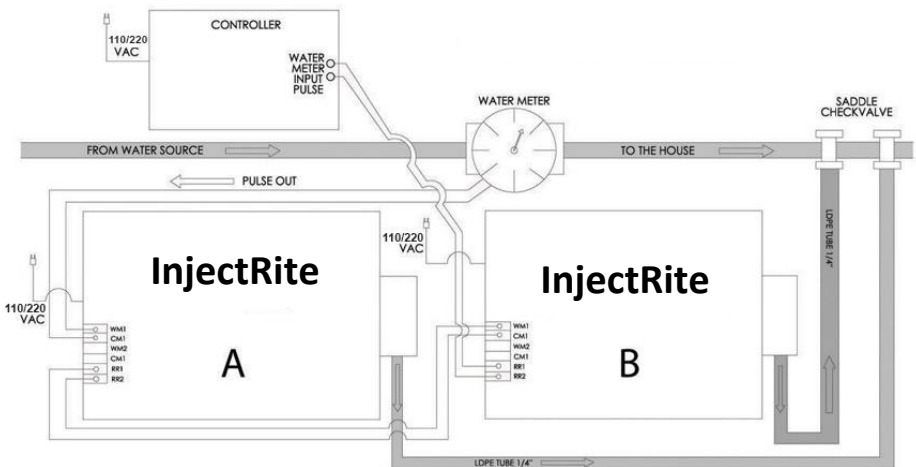 110/220
VAC
CONTROLLER
WATER
METER
INPUT
PULSE
WATER METER
SADDLE
CHECKVALVE
FROM WATER SOURCE
TO THE HOUSE
PULSE OUT
110/220
VAC
InjectRite
A
WM1
CM1
WM2
CM1
RR1
RR2
110/220
VAC
InjectRite
B
WM1
CM1
WM2
CM1
RR1
RR2
LDPE TUBE 1/4"
LDPE TUBE 1/4"